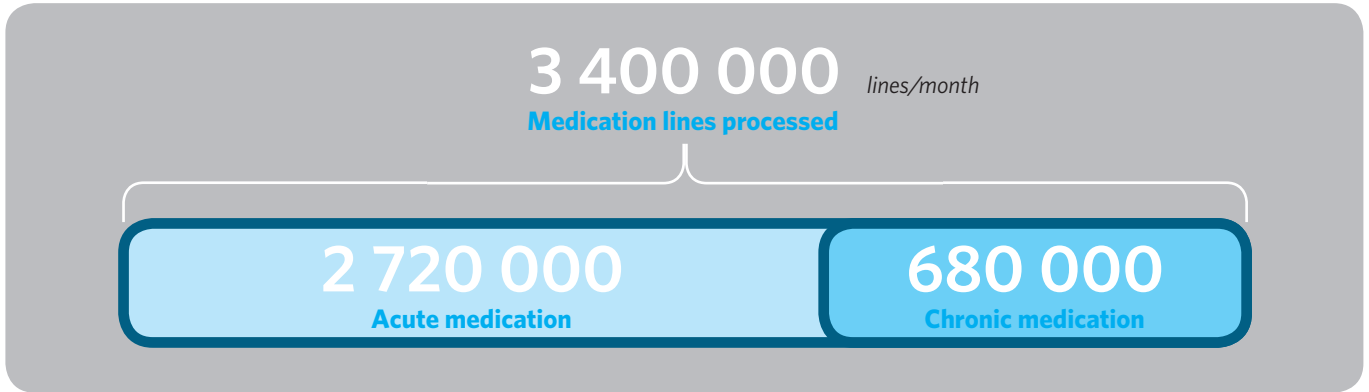 3 400 000 lines/month
Medication lines processed
2 720 000 680 000
Acute medication Chronic medication